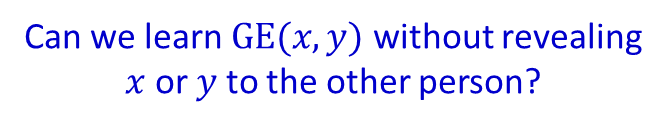 Can we learn GE(x, y) without revealing
x or y to the other person?